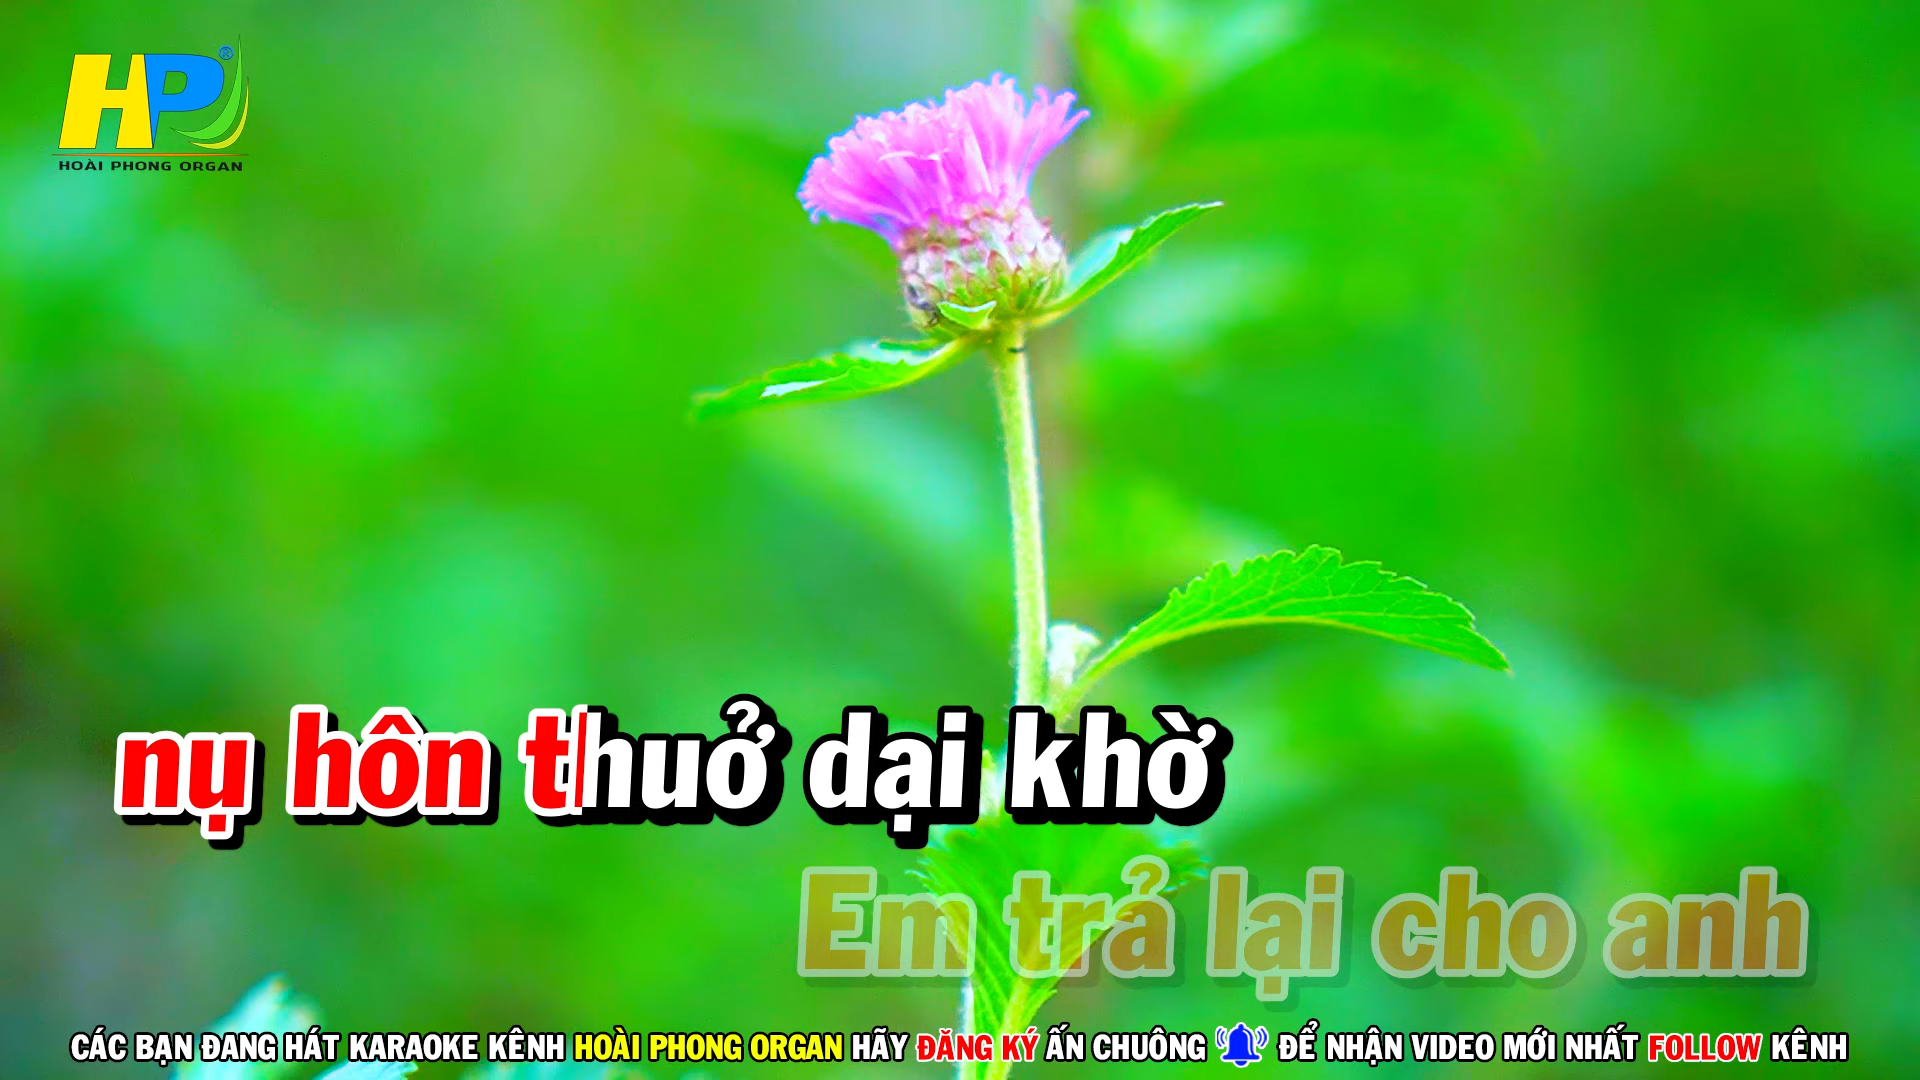 HP®
HOÀI PHONG ORGAN
nụ hôn thuở dại khờ
Em trả lại cho anh
CÁC BẠN ĐANG HÁT KARAOKE KÊNH HOÀI PHONG ORGAN HÃY ĐĂNG KÝ ẤN CHUÔNG ĐỂ NHẬN VIDEO MỚI NHẤT FOLLOW KÊNH